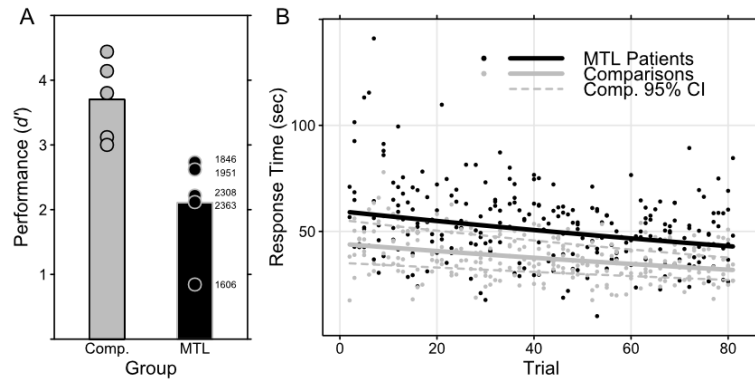 A
Performance (d′)
4
3
2
1
1846
1951
2308
2363
1606
Comp.
MTL
Group
B
MTL Patients
Comparisons
Comp. 95% CI
Response Time (sec)
100
50
0
20
40
60
80
Trial